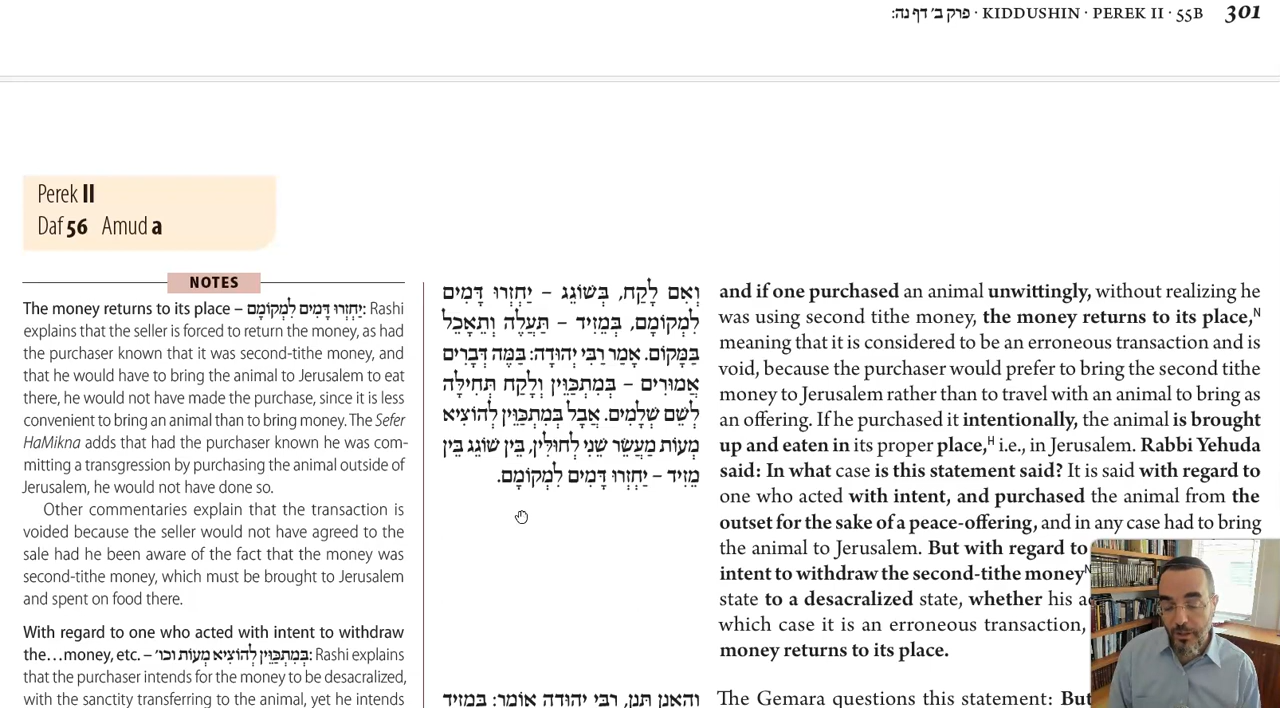 פרק ב׳ דף נה: · KIDDUSHIN · PEREK II · 55B 301
Perek II
Daf 56 Amud a
NOTES
The money returns to its place – יַחְזְרוּ דָּמִים לִמְקוֹמָם: Rashi
explains that the seller is forced to return the money, as had
the purchaser known that it was second-tithe money, and
that he would have to bring the animal to Jerusalem to eat
there, he would not have made the purchase, since it is less
convenient to bring an animal than to bring money. The Sefer
HaMikna adds that had the purchaser known he was com-
mitting a transgression by purchasing the animal outside of
Jerusalem, he would not have done so.
Other commentaries explain that the transaction is
voided because the seller would not have agreed to the
sale had he been aware of the fact that the money was
second-tithe money, which must be brought to Jerusalem
and spent on food there.
With regard to one who acted with intent to withdraw
the…money, etc. – בְּמִתְכַּוֵּין לְהוֹצִיא מְעוֹת וכו׳: Rashi explains
that the purchaser intends for the money to be desacralized,
with the sanctity transferring to the animal, yet he intends
וְאִם לָקַח, בְּשׁוֹגֵג – יַחְזְרוּ דָּמִים
לִמְקוֹמָם, בְּמֵזִיד – תַּעֲלֶה וְתֵאָכֵל
בַּמָּקוֹם. אָמַר רַבִּי יְהוּדָה: בַּמֶּה דְּבָרִים
אֲמוּרִים – בְּמִתְכַּוֵּין וְלָקַח תְּחִילָּה
לְשֵׁם שְׁלָמִים. אֲבָל בְּמִתְכַּוֵּין לְהוֹצִיא
מְעוֹת מַעֲשֵׂר שֵׁנִי לְחוּלִּין, בֵּין שׁוֹגֵג בֵּין
מֵזִיד – יַחְזְרוּ דָּמִים לִמְקוֹמָם.
וְהָאֲנַן תְּנַן, רַבִּי יְהוּדָה אוֹמֵר: בְּמֵזִיד
and if one purchased an animal unwittingly, without realizing he
was using second tithe money, the money returns to its place,N
meaning that it is considered to be an erroneous transaction and is
void, because the purchaser would prefer to bring the second tithe
money to Jerusalem rather than to travel with an animal to bring as
an offering. If he purchased it intentionally, the animal is brought
up and eaten in its proper place,H i.e., in Jerusalem. Rabbi Yehuda
said: In what case is this statement said? It is said with regard to
one who acted with intent, and purchased the animal from the
outset for the sake of a peace-offering, and in any case had to bring
the animal to Jerusalem. But with regard to
intent to withdraw the second-tithe moneyN
state to a desacralized state, whether his
which case it is an erroneous transaction,
money returns to its place.
The Gemara questions this statement: But